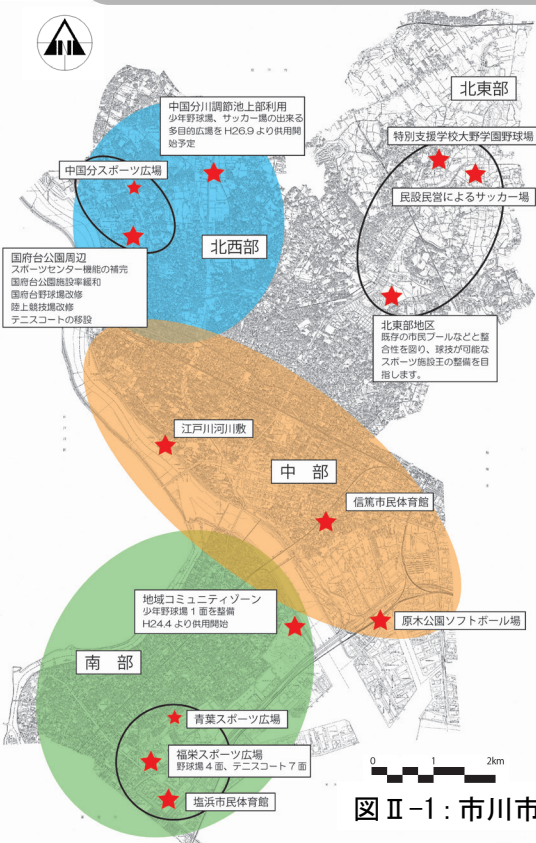 N
北東部
中国分川調節池上部利用
少年野球場、サッカー場の出来る
多目的広場を H26.9 より供用開
始予定
特別支援学校大野学園野球場
中国分スポーツ広場
民設民営によるサッカー場
北西部
国府台公園周辺
スポーツセンター機能の補完
国府台公園施設率緩和
国府台野球場改修
陸上競技場改修
テニスコートの移設
北東部地区
既存の市民プールなどと整
合性を図り、球技が可能な
スポーツ施設王の整備を目
指します。
江戸川河川敷
中 部
信篤市民体育館
地域コミュニティゾーン
少年野球場 1 面を整備
H24.4 より供用開始
原木公園ソフトボール場
南 部
青葉スポーツ広場
福栄スポーツ広場
野球場 4 面、テニスコート 7 面
塩浜市民体育館
0 1 2km
図Ⅱ-1：市川市